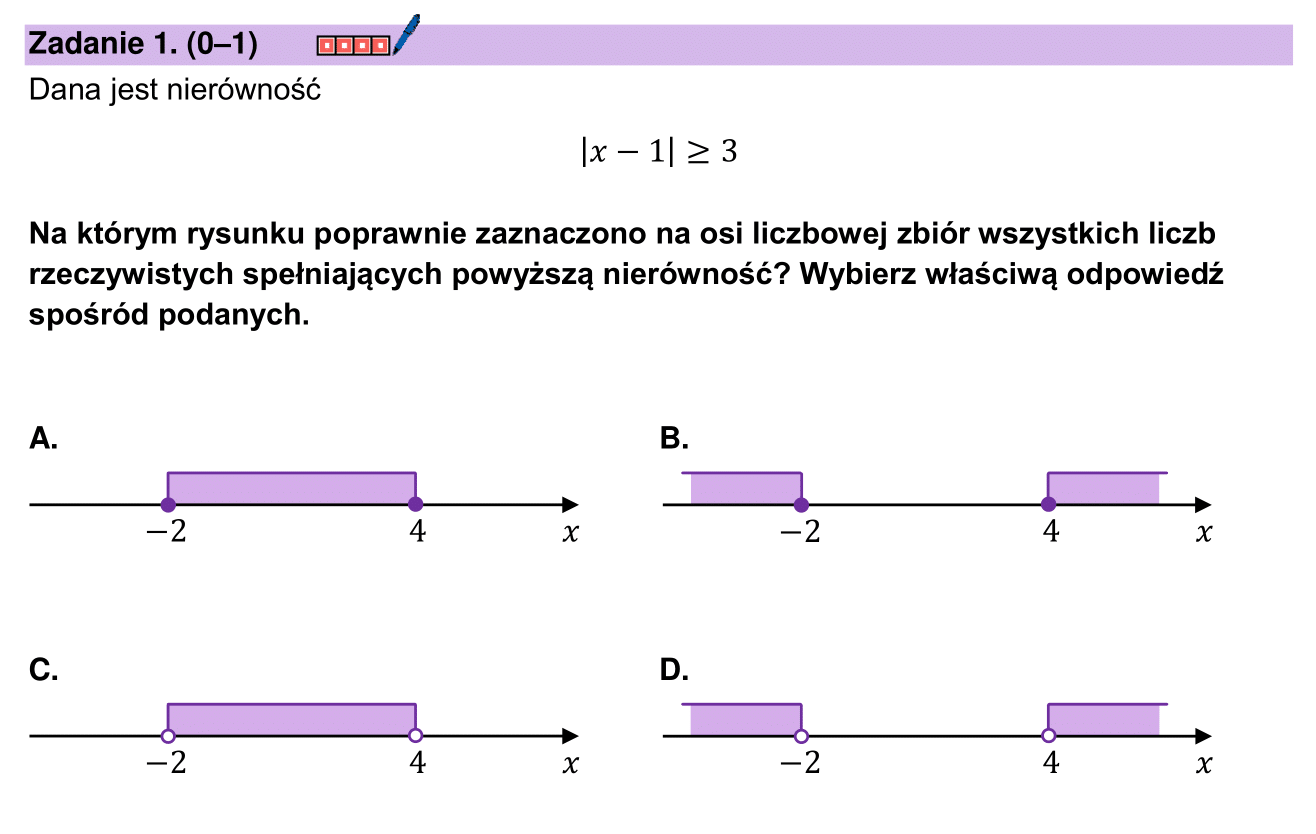 Zadanie 1. (0–1)
Dana jest nierówność
|x − 1| ≥ 3
Na którym rysunku poprawnie zaznaczono na osi liczbowej zbiór wszystkich liczb
rzeczywistych spełniających powyższą nierówność? Wybierz właściwą odpowiedź
spośród podanych.
A.
−2 4 x
B.
−2 4 x
C.
−2 4 x
D.
−2 4 x